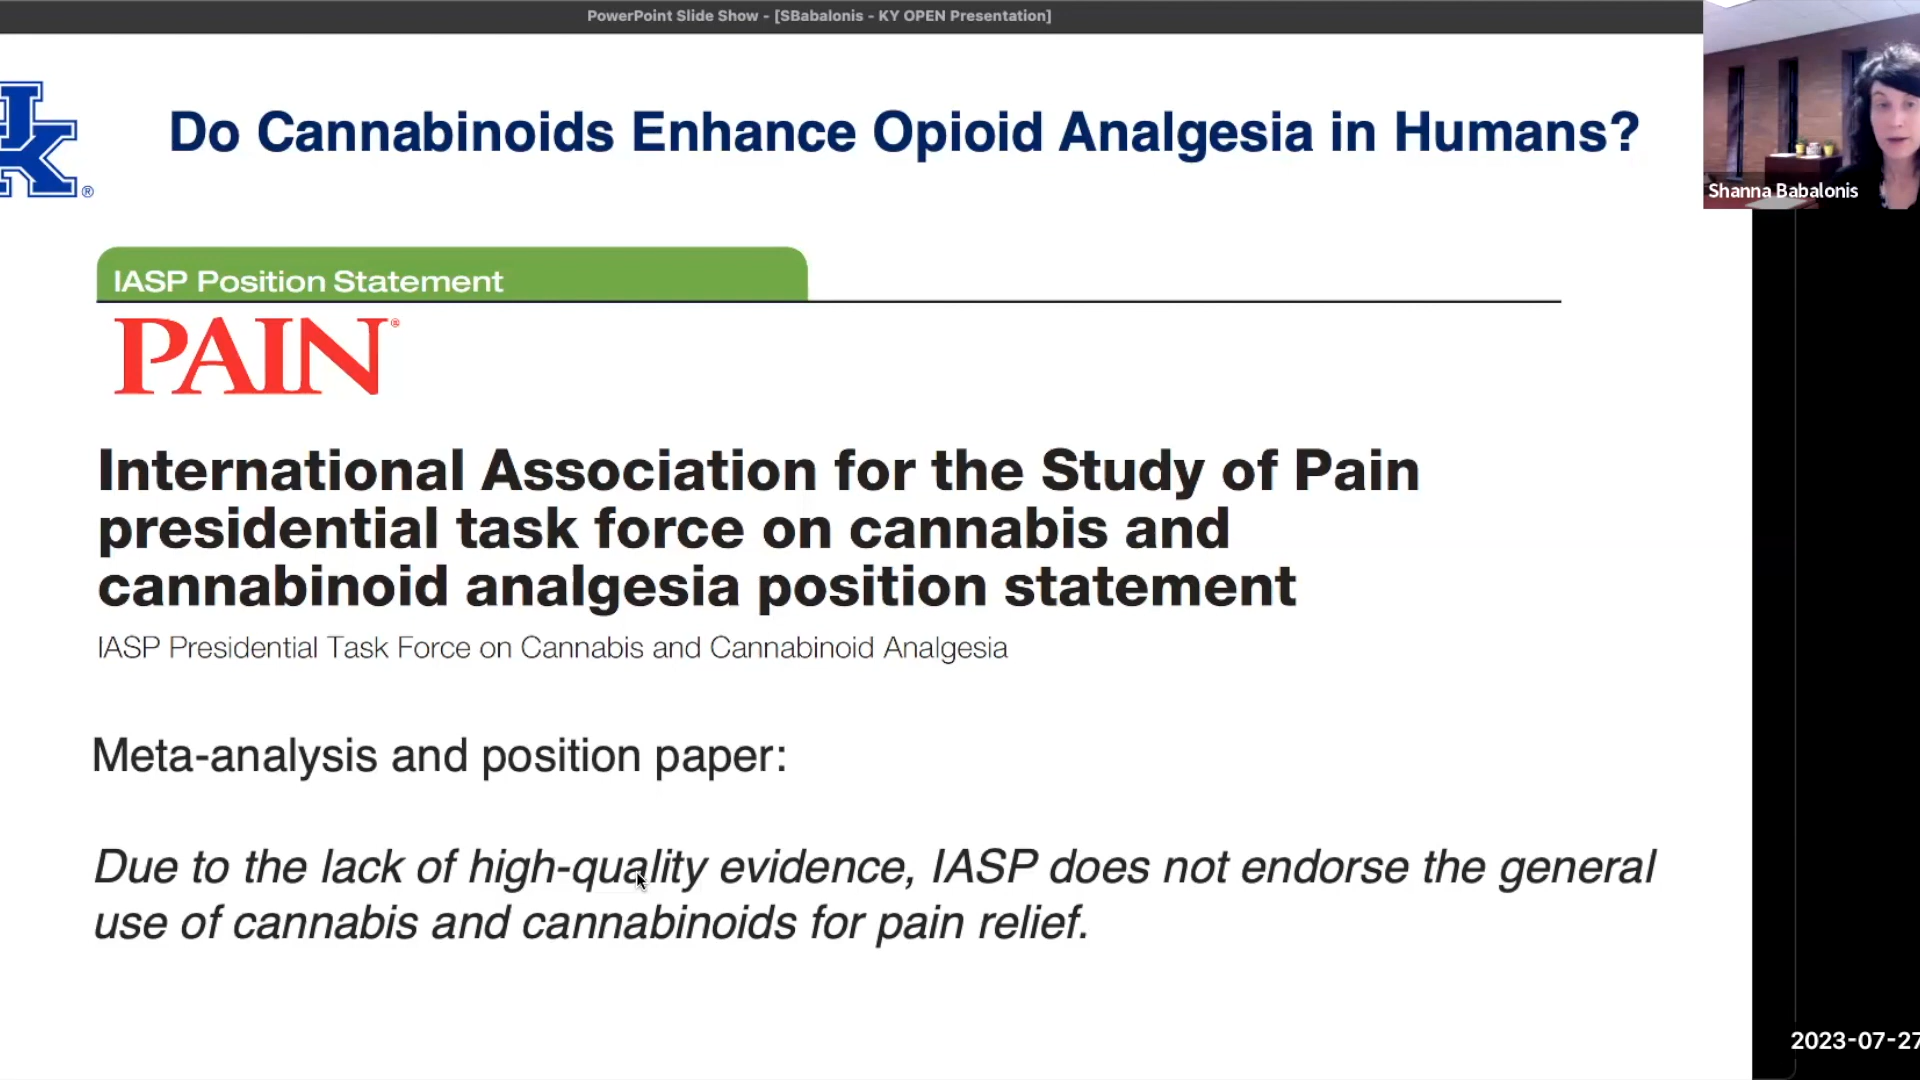 PowerPoint Slide Show - [SBabalonis - KY OPEN Presentation]
Do Cannabinoids Enhance Opioid Analgesia in Humans?
UK®
Shanna Babalonis
IASP Position Statement
PAIN®
International Association for the Study of Pain
presidential task force on cannabis and
cannabinoid analgesia position statement
IASP Presidential Task Force on Cannabis and Cannabinoid Analgesia
Meta-analysis and position paper:
Due to the lack of high-quality evidence, IASP does not endorse the general
use of cannabis and cannabinoids for pain relief.
2023-07-27